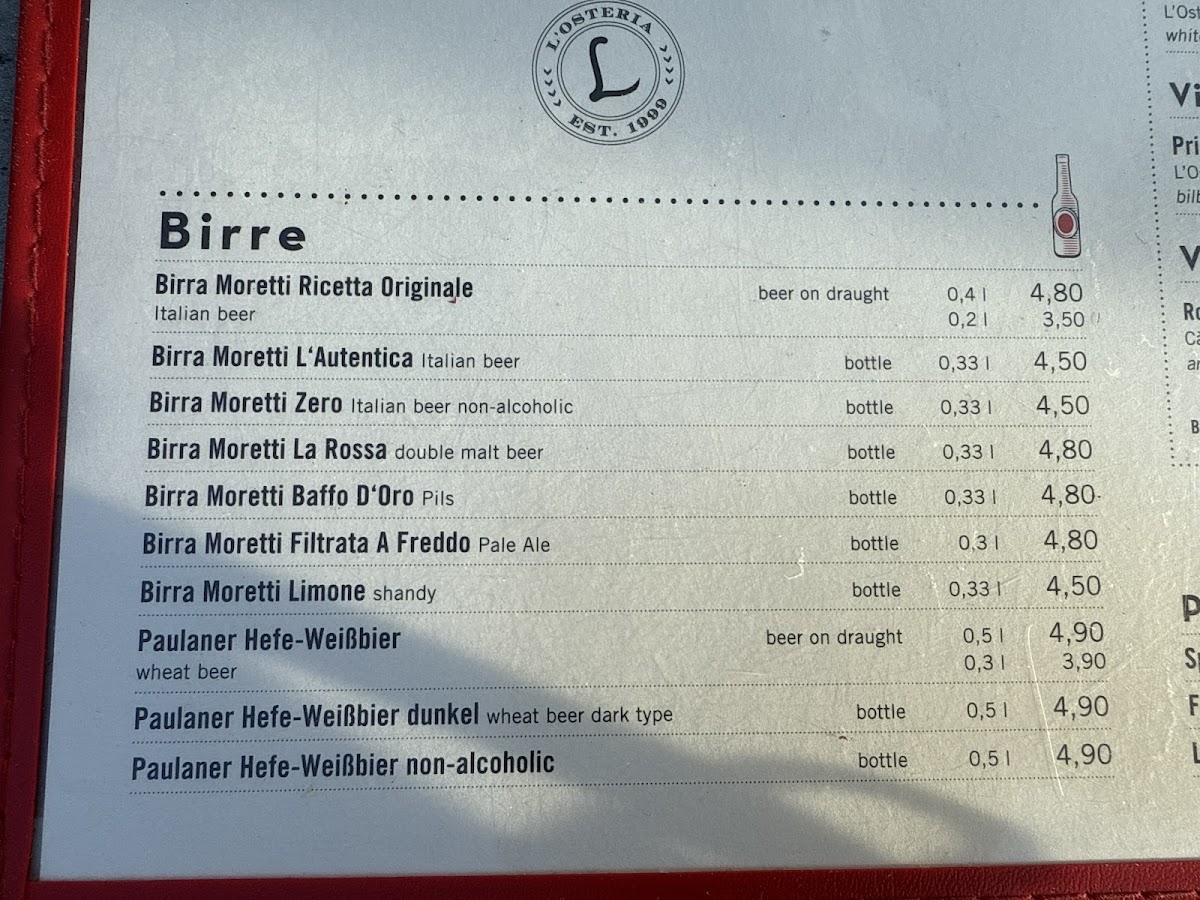 L'OSTERIA
L
EST. 1999
Birre
Birra Moretti Ricetta Originale beer on draught 0,4 l 4,80
Italian beer 0,2 l 3,50
Birra Moretti L‘Autentica Italian beer bottle 0,33 l 4,50
Birra Moretti Zero Italian beer non-alcoholic bottle 0,33 l 4,50
Birra Moretti La Rossa double malt beer bottle 0,33 l 4,80
Birra Moretti Baffo D‘Oro Pils bottle 0,33 l 4,80
Birra Moretti Filtrata A Freddo Pale Ale bottle 0,3 l 4,80
Birra Moretti Limone shandy bottle 0,33 l 4,50
Paulaner Hefe-Weißbier beer on draught 0,5 l 4,90
wheat beer 0,3 l 3,90
Paulaner Hefe-Weißbier dunkel wheat beer dark type bottle 0,5 l 4,90
Paulaner Hefe-Weißbier non-alcoholic bottle 0,5 l 4,90